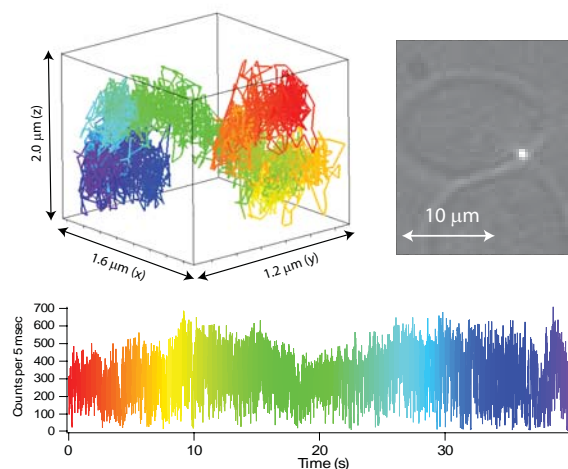 2.0 μm (z)
1.6 μm (x)
1.2 μm (y)
10 μm
Counts per 5 msec
700
600
500
400
300
200
100
0
0
10
20
30
Time (s)